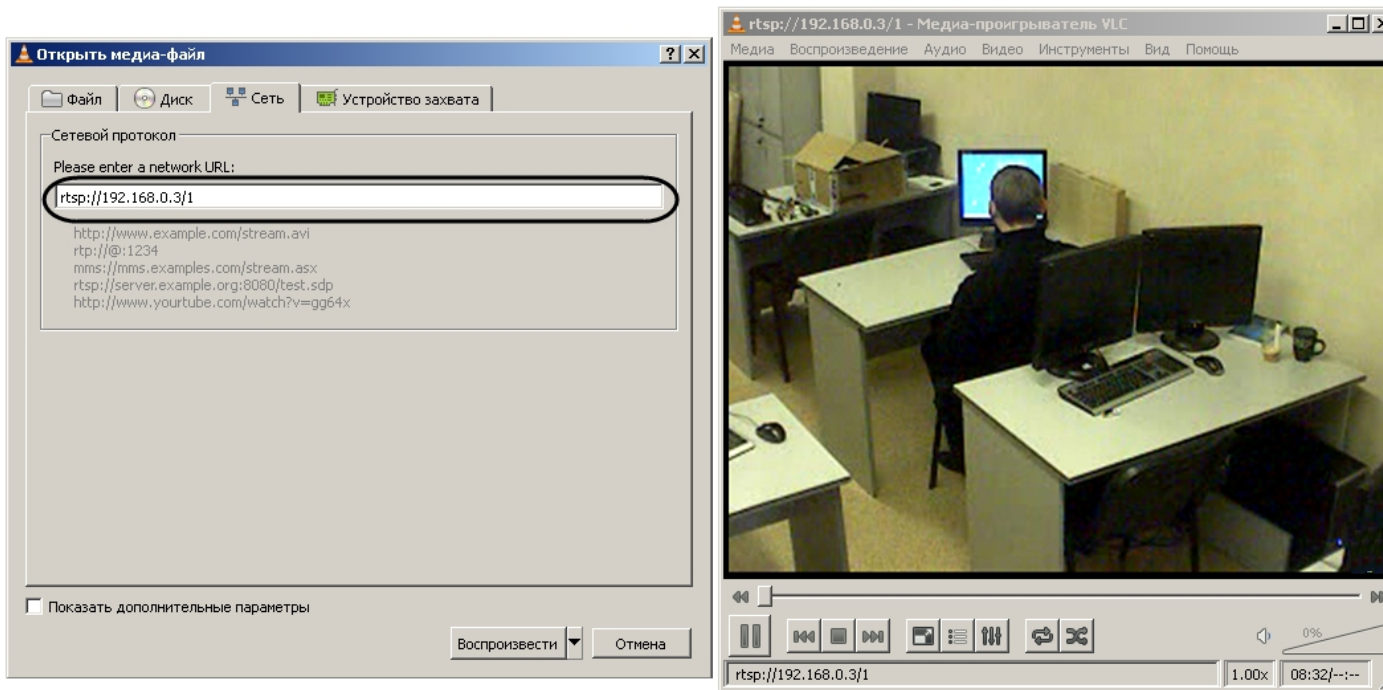 Открыть медиа-файл
Файл
Диск
Сеть
Устройство захвата
Сетевой протокол
Please enter a network URL:
rtsp://192.168.0.3/1
http://www.example.com/stream.avi
rtp://@:1234
mms://mms.examples.com/stream.asx
rtsp://server.example.org:8080/test.sdp
http://www.yourtube.com/watch?v=gg64x
Показать дополнительные параметры
Воспроизвести
Отмена
rtsp://192.168.0.3/1 - Медиа-проигрыватель VLC
Медиа Воспроизведение Аудио Видео Инструменты Вид Помощь
0%
rtsp://192.168.0.3/1
1.00x
08:32/--:--